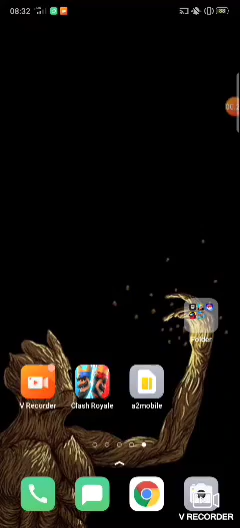 08:32
Folder
V Recorder
Clash Royale
a2mobile
V RECORDER